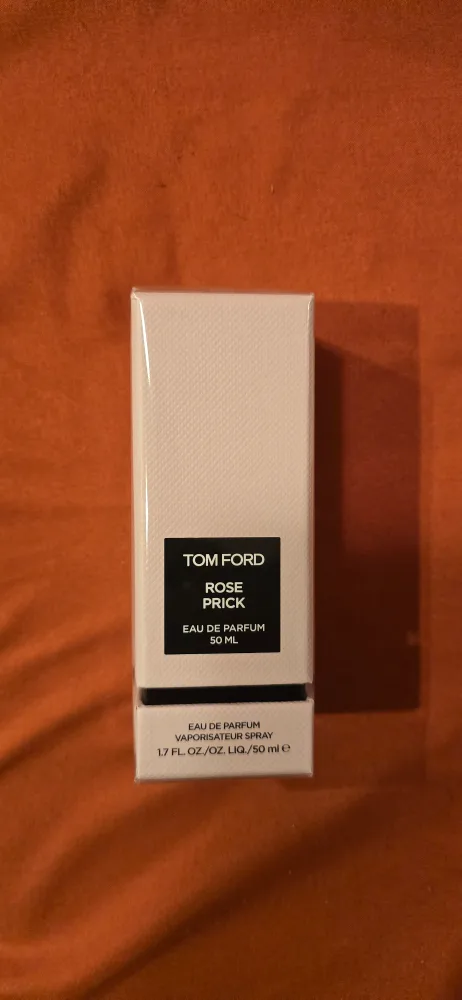 TOM FORD
ROSE
PRICK
EAU DE PARFUM
50 ML
EAU DE PARFUM
VAPORISATEUR SPRAY
1.7 FL. OZ./OZ. LIQ./50 ml ℮